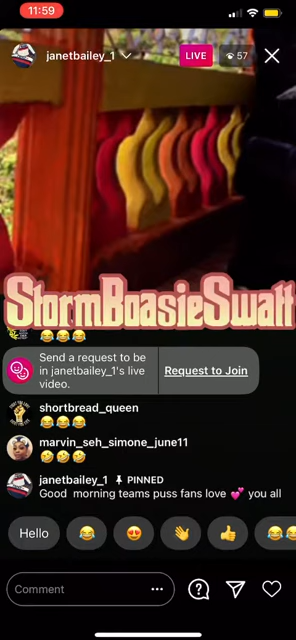 11:59
janetbailey_1
LIVE
57
StormBoasieSwatt
😂😂😂
Send a request to be
in janetbailey_1's live
video.
Request to Join
shortbread_queen
😂😂😂
marvin_seh_simone_june11
🤣🤣🤣
janetbailey_1 PINNED
Good morning teams puss fans love 💕 you all
Hello 😂 😍 👋 👍 😂😂
Comment